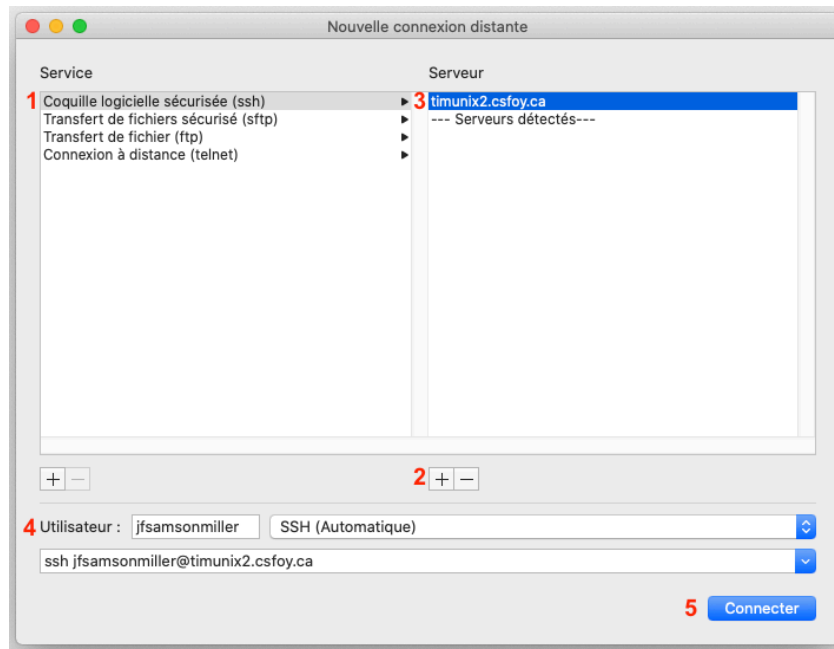 Nouvelle connexion distante
Service
Serveur
1 Coquille logicielle sécurisée (ssh)
3 timunix2.csfoy.ca
Transfert de fichiers sécurisé (sftp)
--- Serveurs détectés---
Transfert de fichier (ftp)
Connexion à distance (telnet)
+ −
2 + −
4 Utilisateur : jfsamsonmiller SSH (Automatique)
ssh jfsamsonmiller@timunix2.csfoy.ca
5 Connecter